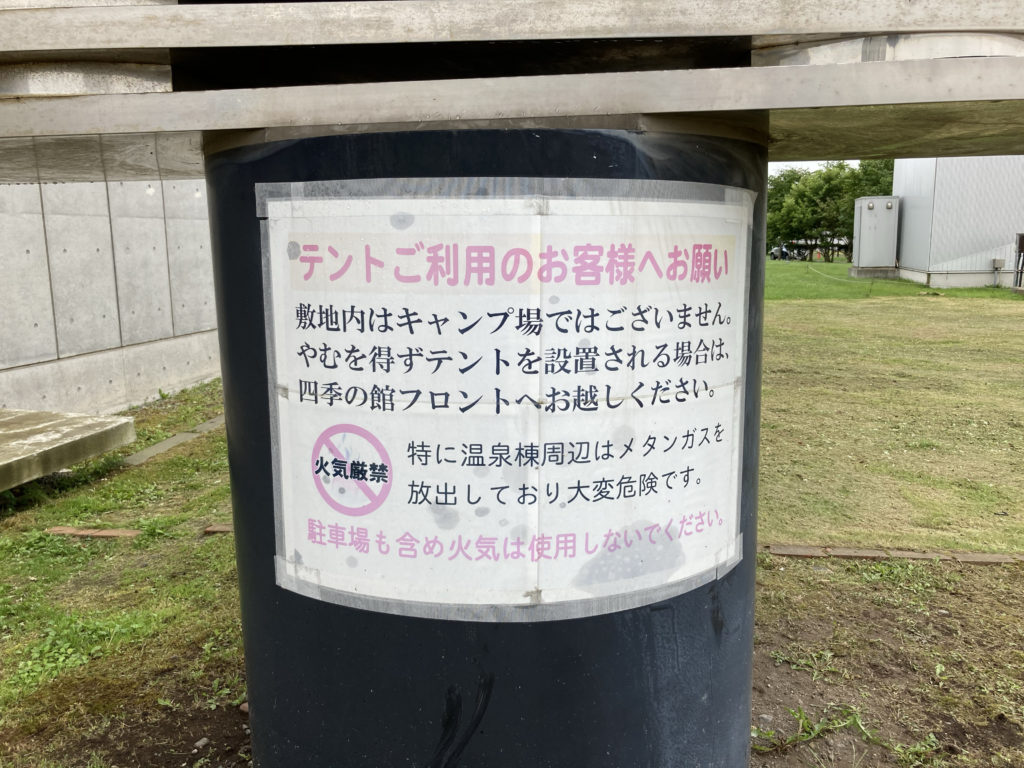 テントご利用のお客様へお願い
敷地内はキャンプ場ではございません。
やむを得ずテントを設置される場合は、
四季の館フロントへお越しください。
火気厳禁
特に温泉棟周辺はメタンガスを
放出しており大変危険です。
駐車場も含め火気は使用しないでください。